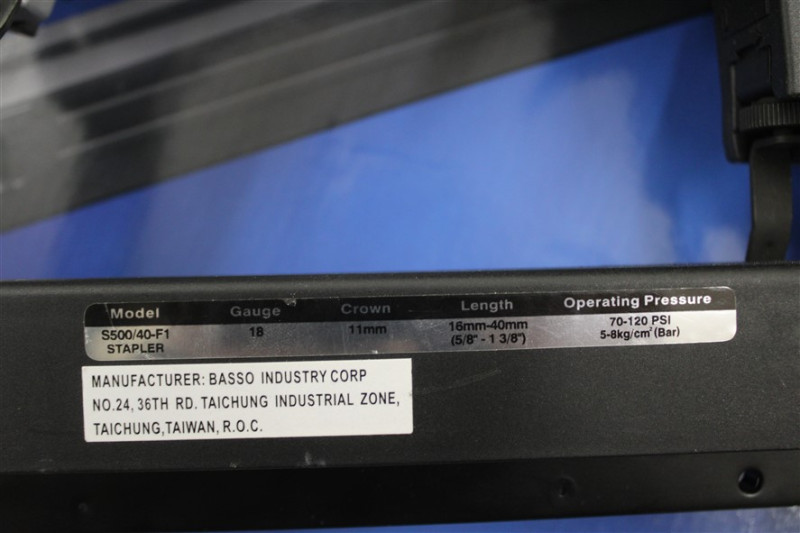 Model Gauge Crown Length Operating Pressure
S500/40-F1 18 11mm 16mm-40mm 70-120 PSI
STAPLER (5/8" - 1 3/8") 5-8kg/cm² (Bar)
MANUFACTURER: BASSO INDUSTRY CORP
NO.24, 36TH RD. TAICHUNG INDUSTRIAL ZONE,
TAICHUNG,TAIWAN, R.O.C.